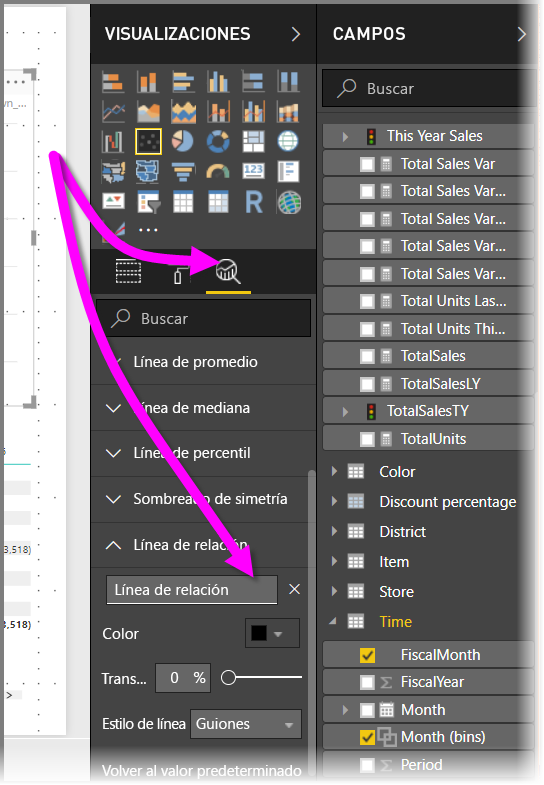 VISUALIZACIONES
Buscar
Línea de promedio
Línea de mediana
Línea de percentil
Sombreado de simetría
Línea de relación
Línea de relación
Color
Trans... 0 %
Estilo de línea Guiones
Volver al valor predeterminado
CAMPOS
Buscar
This Year Sales
Total Sales Var
Total Sales Var...
Total Sales Var...
Total Sales Var...
Total Sales Var...
Total Units Las...
Total Units Thi...
TotalSales
TotalSalesLY
TotalSalesTY
TotalUnits
Color
Discount percentage
District
Item
Store
Time
FiscalMonth
FiscalYear
Month
Month (bins)
Period
3,518)
3,518)